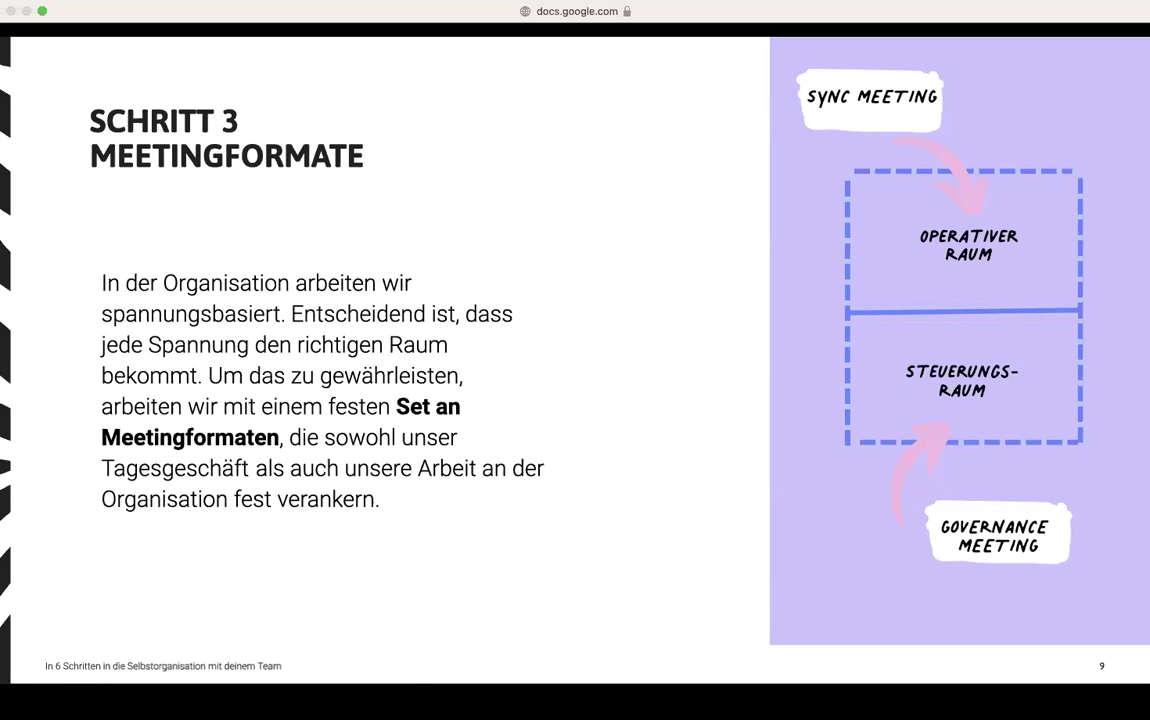 docs.google.com
SCHRITT 3
MEETINGFORMATE
In der Organisation arbeiten wir
spannungsbasiert. Entscheidend ist, dass
jede Spannung den richtigen Raum
bekommt. Um das zu gewährleisten,
arbeiten wir mit einem festen Set an
Meetingformaten, die sowohl unser
Tagesgeschäft als auch unsere Arbeit an der
Organisation fest verankern.
SYNC MEETING
OPERATIVER
RAUM
STEUERUNGS-
RAUM
GOVERNANCE
MEETING
In 6 Schritten in die Selbstorganisation mit deinem Team
9